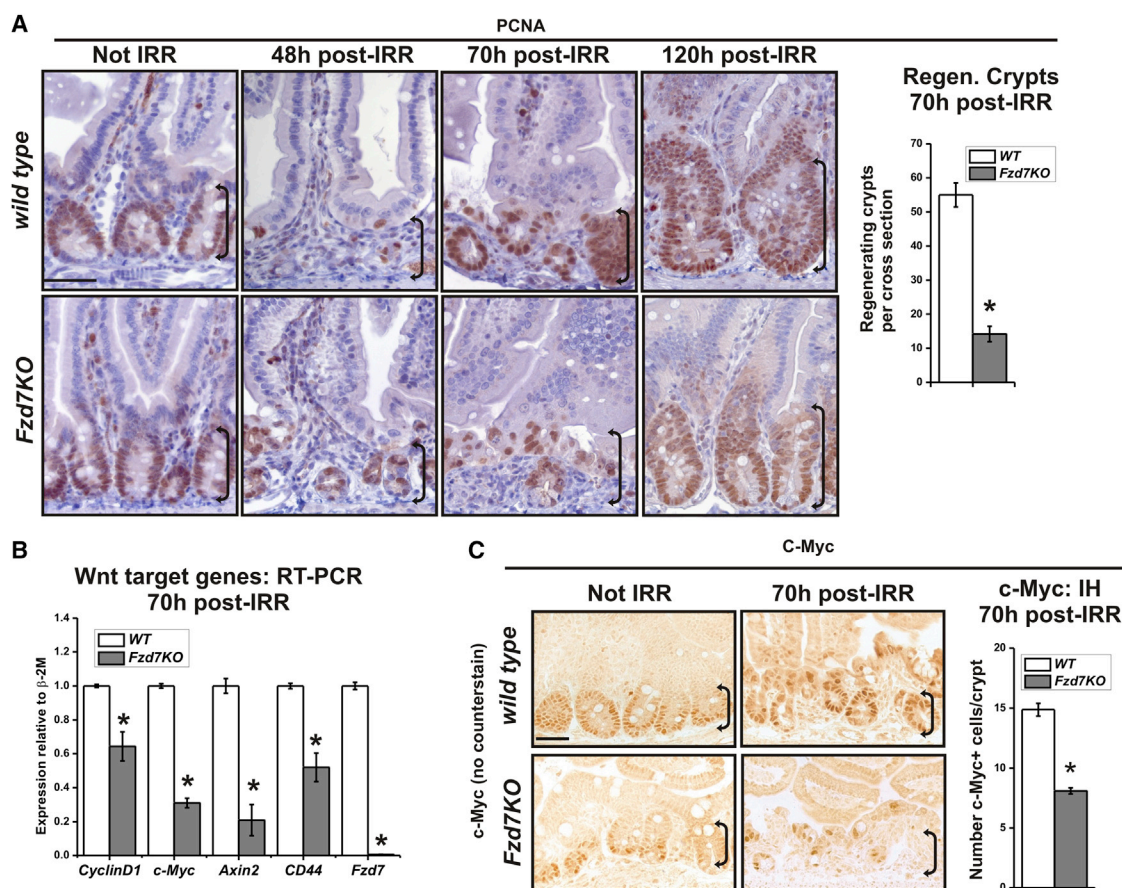 A
PCNA
Not IRR
48h post-IRR
70h post-IRR
120h post-IRR
wild type
Fzd7KO
Regen. Crypts
70h post-IRR
WT
Fzd7KO
Regenerating crypts
per cross section
70
60
50
40
30
20
10
0
*
B
Wnt target genes: RT-PCR
70h post-IRR
WT
Fzd7KO
Expression relative to β-2M
1.4
1.2
1.0
0.8
0.6
0.4
0.2
0.0
*
*
*
*
*
CyclinD1
c-Myc
Axin2
CD44
Fzd7
C
C-Myc
Not IRR
70h post-IRR
c-Myc (no counterstain)
wild type
Fzd7KO
c-Myc: IH
70h post-IRR
WT
Fzd7KO
Number c-Myc+ cells/crypt
20
15
10
5
0
*